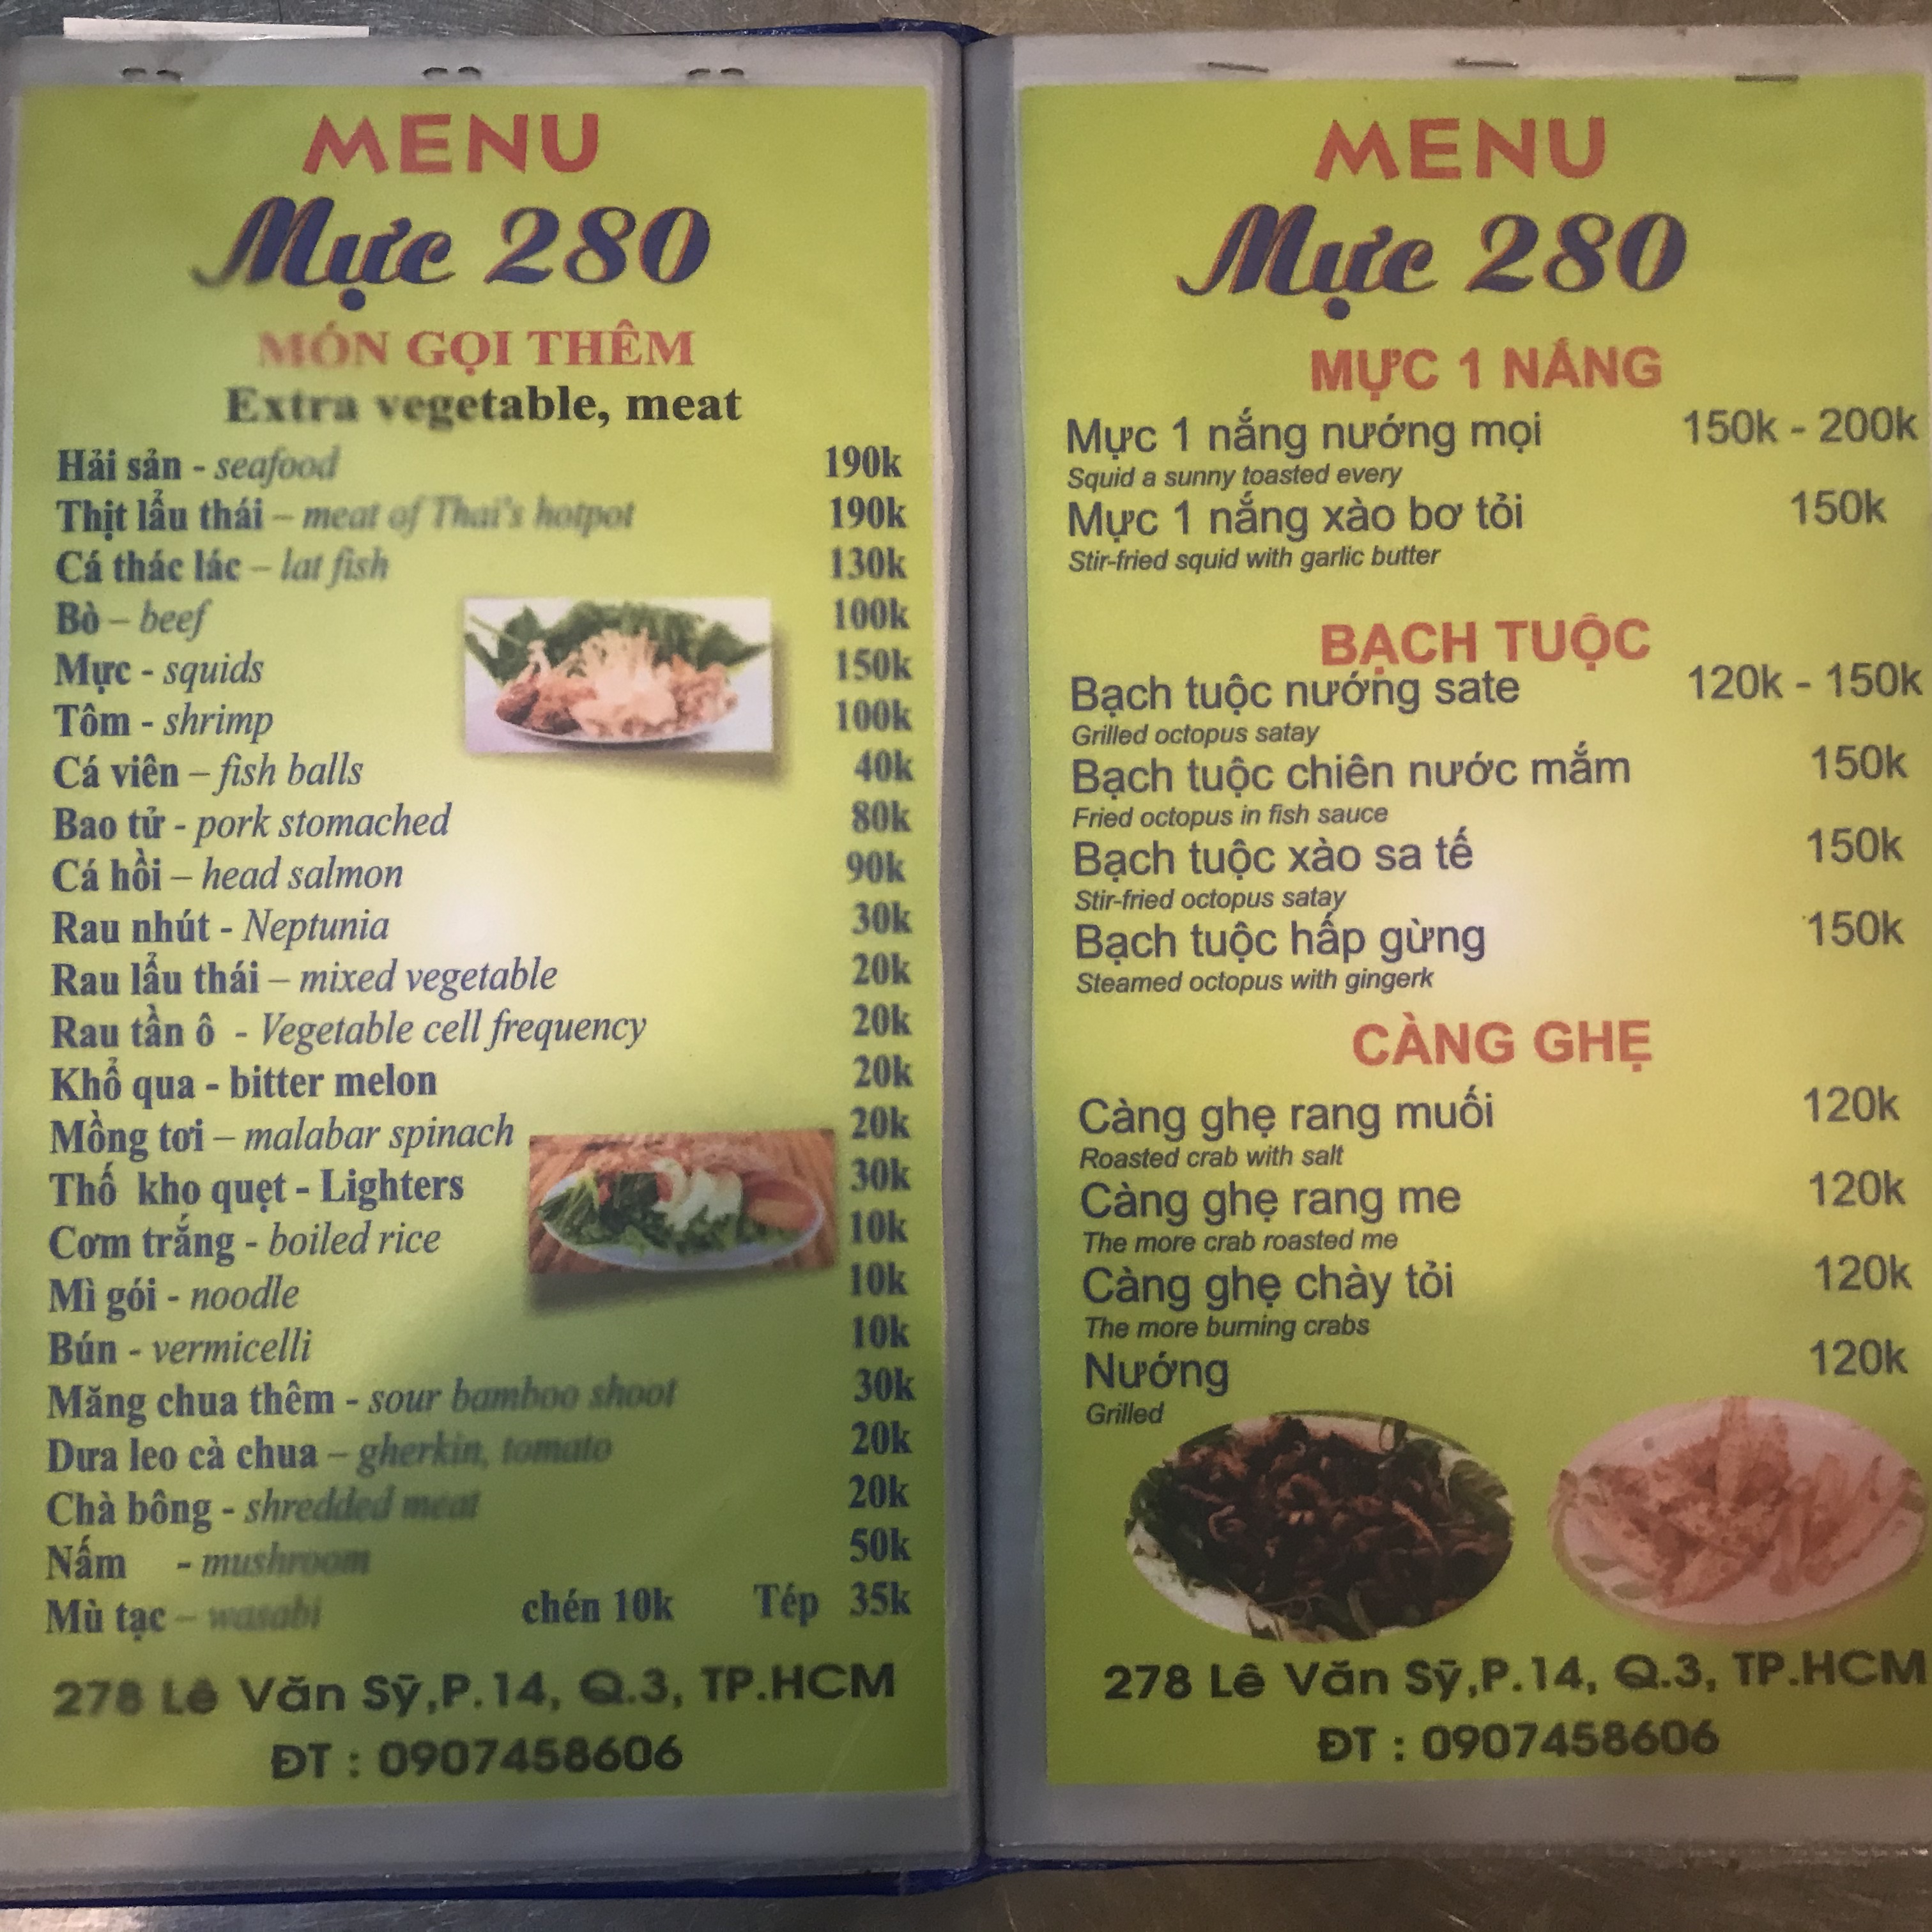 MENU
Mực 280
MÓN GỌI THÊM
Extra vegetable, meat
Hải sản - seafood 190k
Thịt lẩu thái – meat of Thai's hotpot 190k
Cá thác lác – lat fish 130k
Bò – beef 100k
Mực - squids 150k
Tôm - shrimp 100k
Cá viên – fish balls 40k
Bao tử - pork stomached 80k
Cá hồi – head salmon 90k
Rau nhút - Neptunia 30k
Rau lẩu thái – mixed vegetable 20k
Rau tần ô - Vegetable cell frequency 20k
Khổ qua - bitter melon 20k
Mồng tơi – malabar spinach 20k
Thố kho quẹt - Lighters 30k
Cơm trắng - boiled rice 10k
Mì gói - noodle 10k
Bún - vermicelli 10k
Măng chua thêm - sour bamboo shoot 30k
Dưa leo cà chua – gherkin, tomato 20k
Chà bông - shredded meat 20k
Nấm - mushroom 50k
Mù tạc – wasabi chén 10k Tép 35k
278 Lê Văn Sỹ,P.14, Q.3, TP.HCM
ĐT : 0907458606
MENU
Mực 280
MỰC 1 NẮNG
Mực 1 nắng nướng mọi 150k - 200k
Squid a sunny toasted every
Mực 1 nắng xào bơ tỏi 150k
Stir-fried squid with garlic butter
BẠCH TUỘC
Bạch tuộc nướng sate 120k - 150k
Grilled octopus satay
Bạch tuộc chiên nước mắm 150k
Fried octopus in fish sauce
Bạch tuộc xào sa tế 150k
Stir-fried octopus satay
Bạch tuộc hấp gừng 150k
Steamed octopus with gingerk
CÀNG GHẸ
Càng ghẹ rang muối 120k
Roasted crab with salt
Càng ghẹ rang me 120k
The more crab roasted me
Càng ghẹ chày tỏi 120k
The more burning crabs
Nướng 120k
Grilled
278 Lê Văn Sỹ,P.14, Q.3, TP.HCM
ĐT : 0907458606